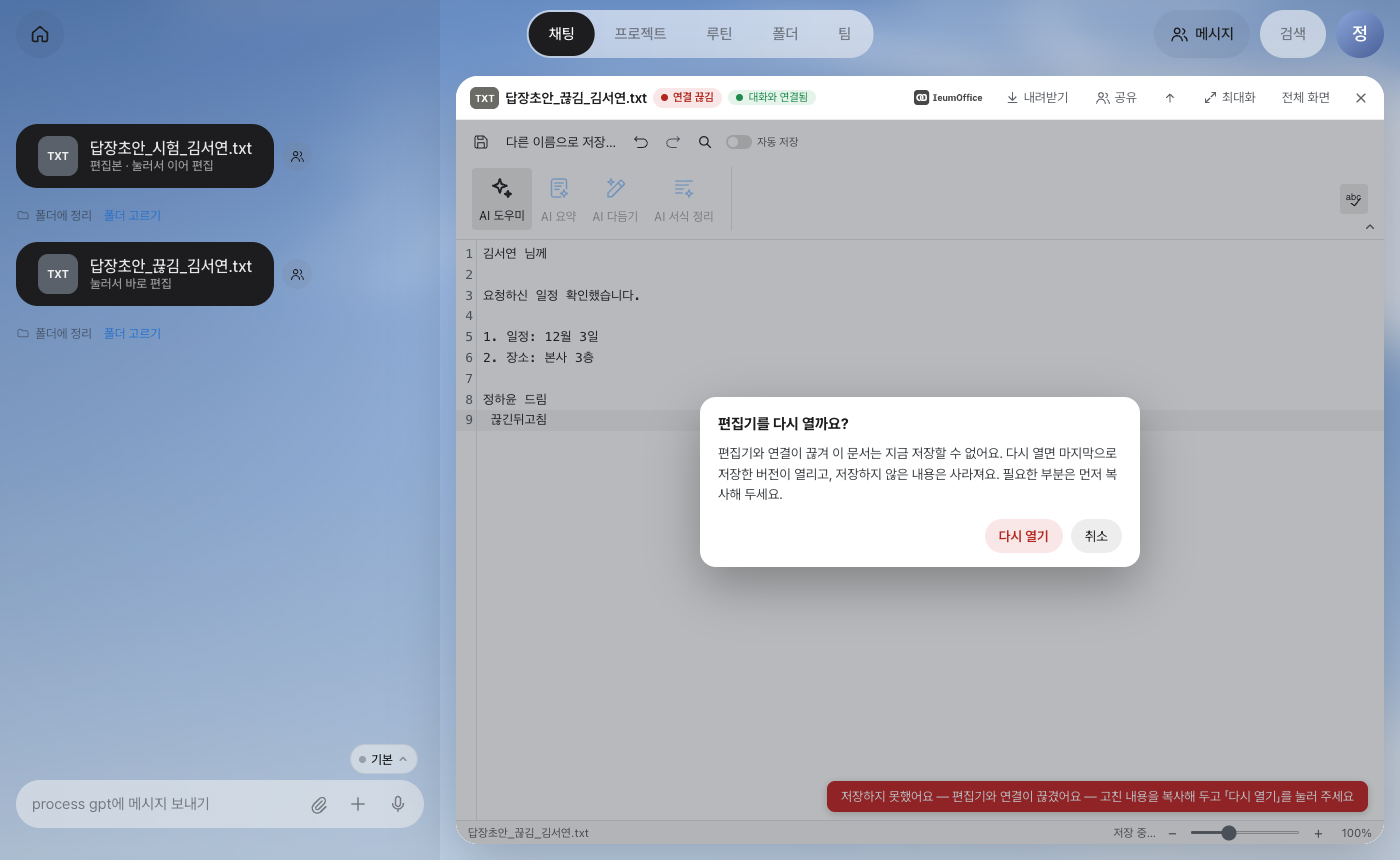 채팅
프로젝트
루틴
폴더
팀
메시지
검색
정
TXT
답장초안_시험_김서연.txt
편집본 · 눌러서 이어 편집
폴더에 정리
폴더 고르기
TXT
답장초안_끊김_김서연.txt
눌러서 바로 편집
폴더에 정리
폴더 고르기
기본
process gpt에 메시지 보내기
TXT
답장초안_끊김_김서연.txt
연결 끊김
대화와 연결됨
IeumOffice
내려받기
공유
최대화
전체 화면
다른 이름으로 저장...
자동 저장
AI 도우미
AI 요약
AI 다듬기
AI 서식 정리
abc
1 김서연 님께
2
3 요청하신 일정 확인했습니다.
4
5 1. 일정: 12월 3일
6 2. 장소: 본사 3층
7
8 정하윤 드림
9 끊긴뒤고침
편집기를 다시 열까요?
편집기와 연결이 끊겨 이 문서는 지금 저장할 수 없어요. 다시 열면 마지막으로
저장한 버전이 열리고, 저장하지 않은 내용은 사라져요. 필요한 부분은 먼저 복
사해 두세요.
다시 열기
취소
저장하지 못했어요 — 편집기와 연결이 끊겼어요 — 고친 내용을 복사해 두고 「다시 열기」를 눌러 주세요
답장초안_끊김_김서연.txt
저장 중...
100%